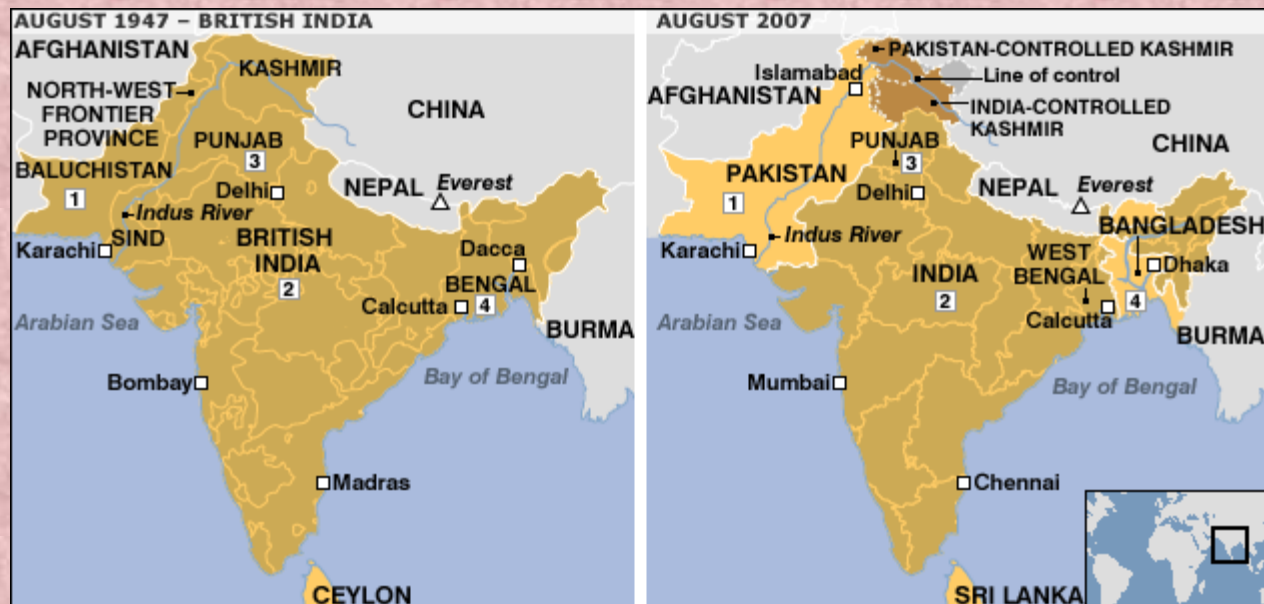 AUGUST 1947 – BRITISH INDIA
AFGHANISTAN
KASHMIR
NORTH-WEST
FRONTIER
PROVINCE
CHINA
PUNJAB
3
BALUCHISTAN
1
Delhi
NEPAL
Everest
Indus River
Karachi
SIND
BRITISH
INDIA
2
Dacca
BENGAL
4
Calcutta
Arabian Sea
BURMA
Bombay
Bay of Bengal
Madras
CEYLON
AUGUST 2007
PAKISTAN-CONTROLLED KASHMIR
Islamabad
Line of control
AFGHANISTAN
INDIA-CONTROLLED
KASHMIR
CHINA
PUNJAB
3
PAKISTAN
1
Delhi
NEPAL
Everest
BANGLADESH
Indus River
Karachi
WEST
BENGAL
Dhaka
INDIA
2
4
Calcutta
Arabian Sea
BURMA
Mumbai
Bay of Bengal
Chennai
SRI LANKA